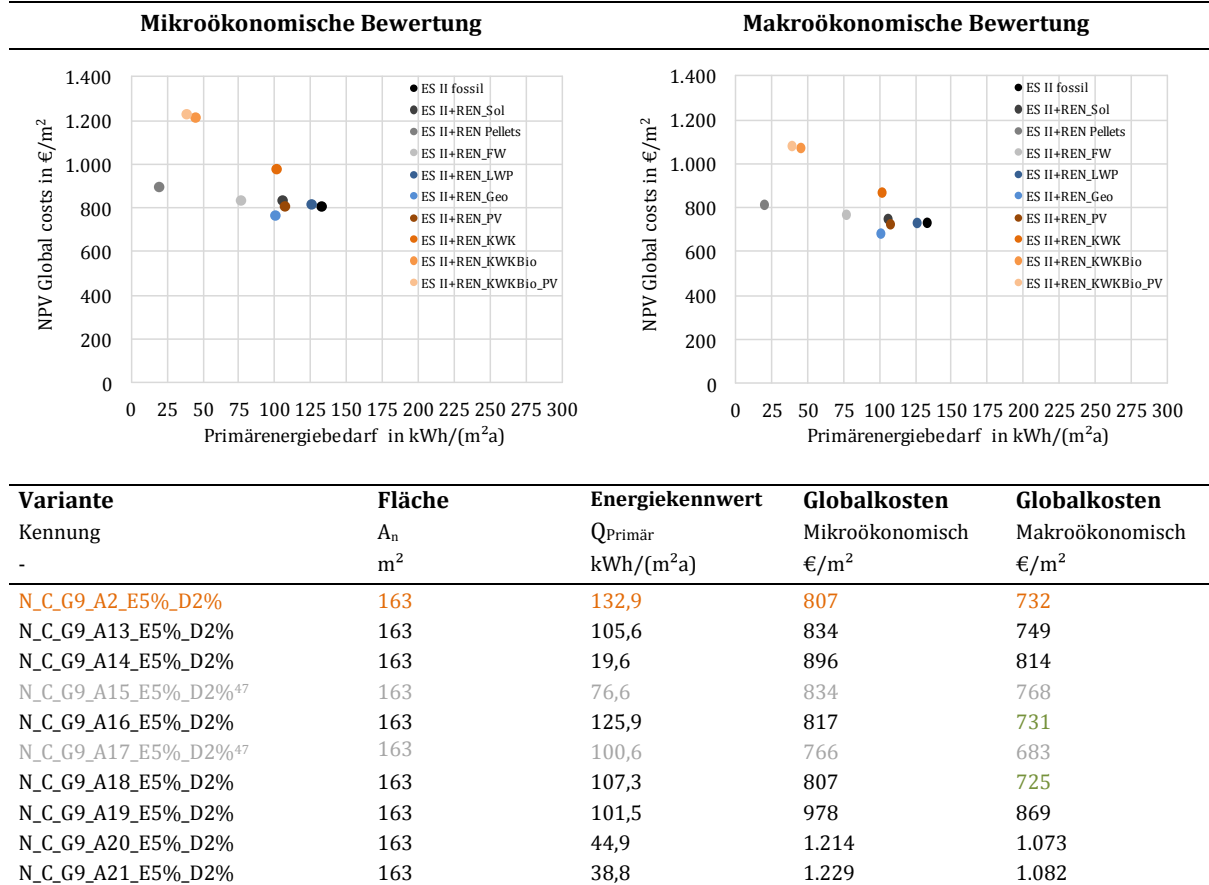 Mikroökonomische Bewertung
Makroökonomische Bewertung
NPV Global costs in €/m²
1.400
1.200
1.000
800
600
400
200
0
0 25 50 75 100 125 150 175 200 225 250 275 300
Primärenergiebedarf in kWh/(m²a)
ES II fossil
ES II+REN_Sol
ES II+REN Pellets
ES II+REN_FW
ES II+REN_LWP
ES II+REN_Geo
ES II+REN_PV
ES II+REN_KWK
ES II+REN_KWKBio
ES II+REN_KWKBio_PV
NPV Global costs in €/m²
1.400
1.200
1.000
800
600
400
200
0
0 25 50 75 100 125 150 175 200 225 250 275 300
Primärenergiebedarf in kWh/(m²a)
ES II fossil
ES II+REN_Sol
ES II+REN Pellets
ES II+REN_FW
ES II+REN_LWP
ES II+REN_Geo
ES II+REN_PV
ES II+REN_KWK
ES II+REN_KWKBio
ES II+REN_KWKBio_PV
Variante Fläche Energiekennwert Globalkosten Globalkosten
Kennung Aₙ QPrimär Mikroökonomisch Makroökonomisch
- m² kWh/(m²a) €/m² €/m²
N_C_G9_A2_E5%_D2% 163 132,9 807 732
N_C_G9_A13_E5%_D2% 163 105,6 834 749
N_C_G9_A14_E5%_D2% 163 19,6 896 814
N_C_G9_A15_E5%_D2%⁴⁷ 163 76,6 834 768
N_C_G9_A16_E5%_D2% 163 125,9 817 731
N_C_G9_A17_E5%_D2%⁴⁷ 163 100,6 766 683
N_C_G9_A18_E5%_D2% 163 107,3 807 725
N_C_G9_A19_E5%_D2% 163 101,5 978 869
N_C_G9_A20_E5%_D2% 163 44,9 1.214 1.073
N_C_G9_A21_E5%_D2% 163 38,8 1.229 1.082